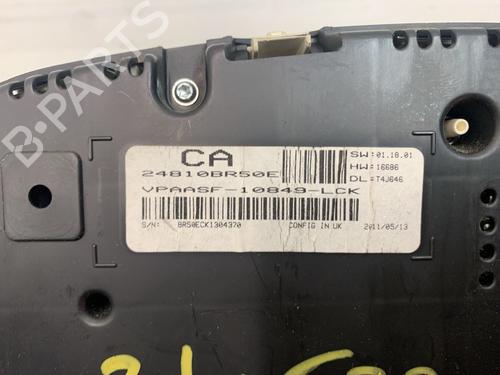 B-PARTS
CA
24810BR50E
SW:01.18.01
HW:16686
DL:T4J646
VPAASF-10849-LCK
S/N: BR50ECK1304370 CONFIG IN UK 2011/05/13